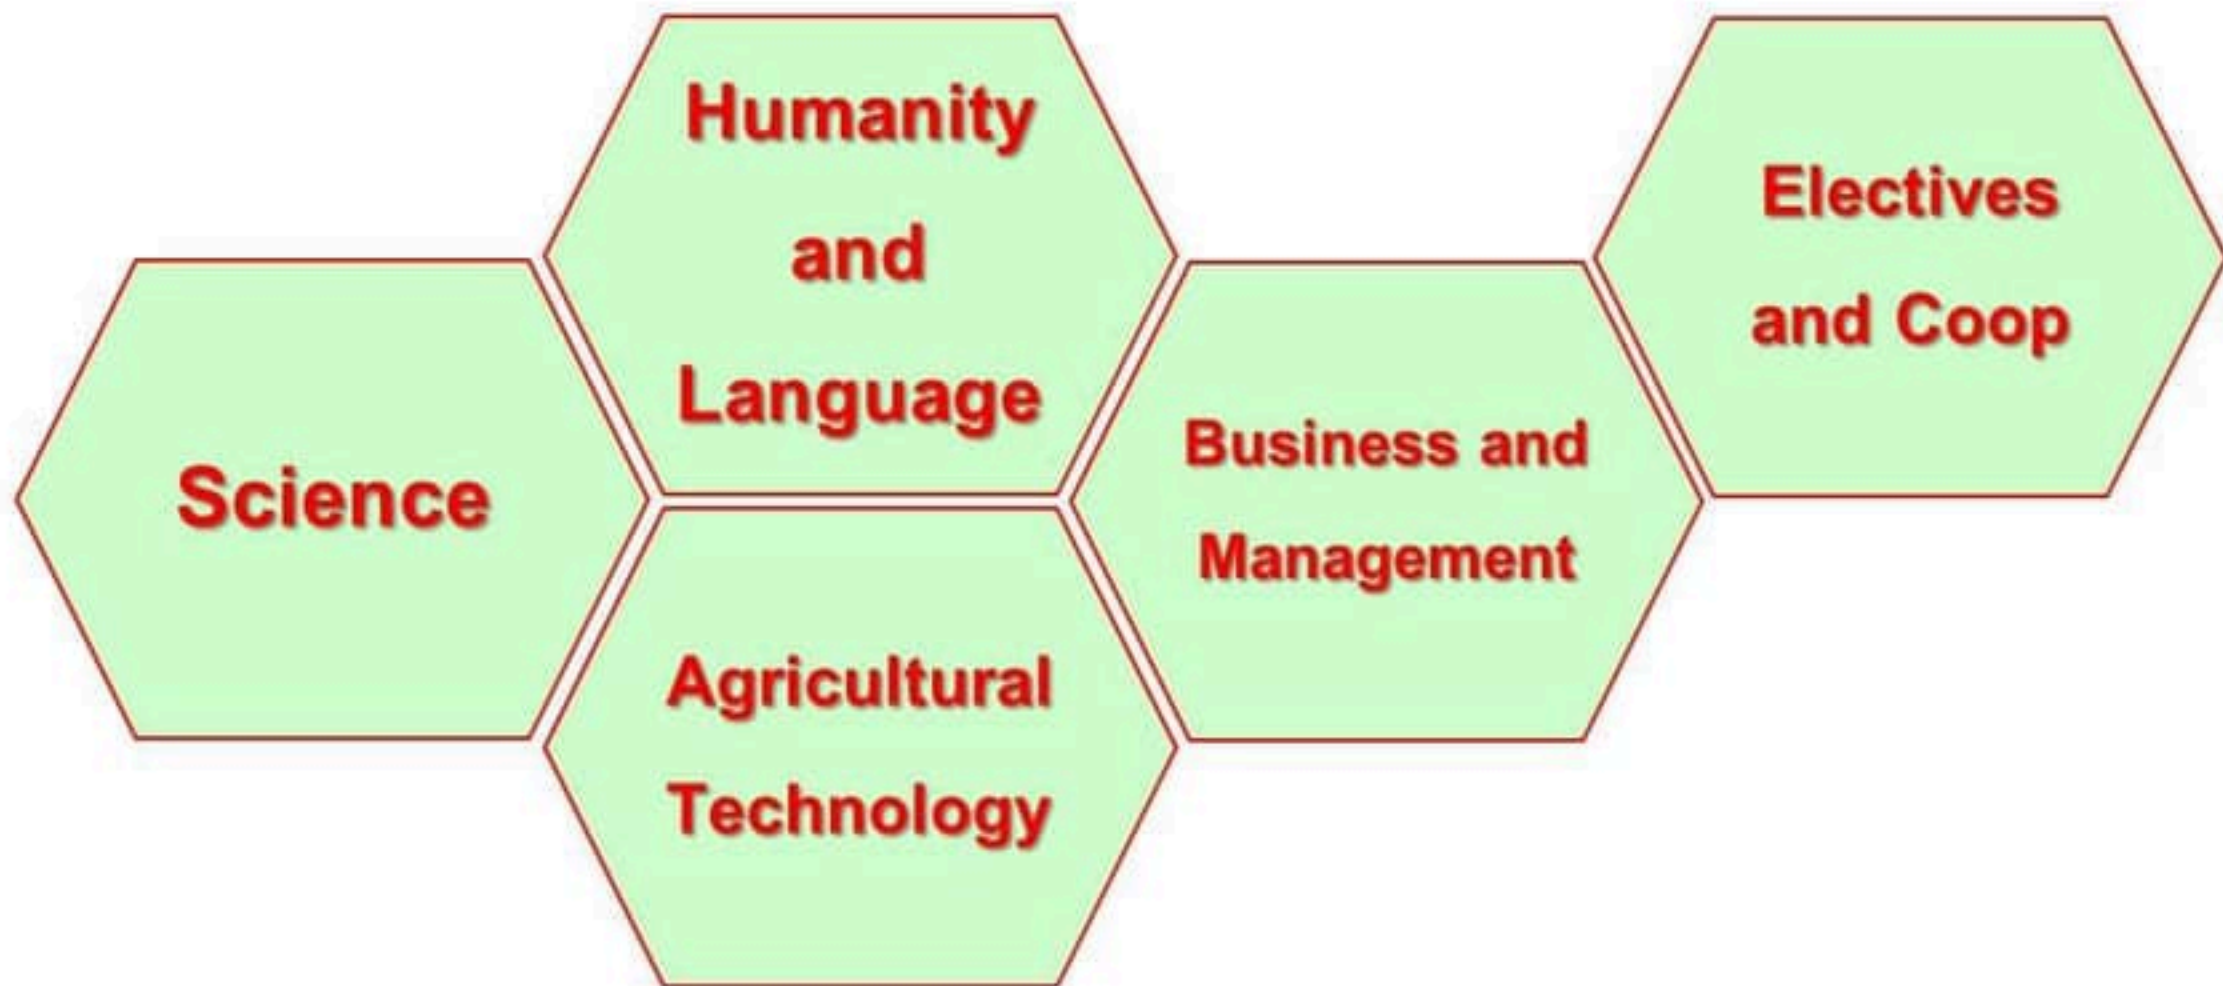 Science
Humanity
and
Language
Agricultural
Technology
Business and
Management
Electives
and Coop